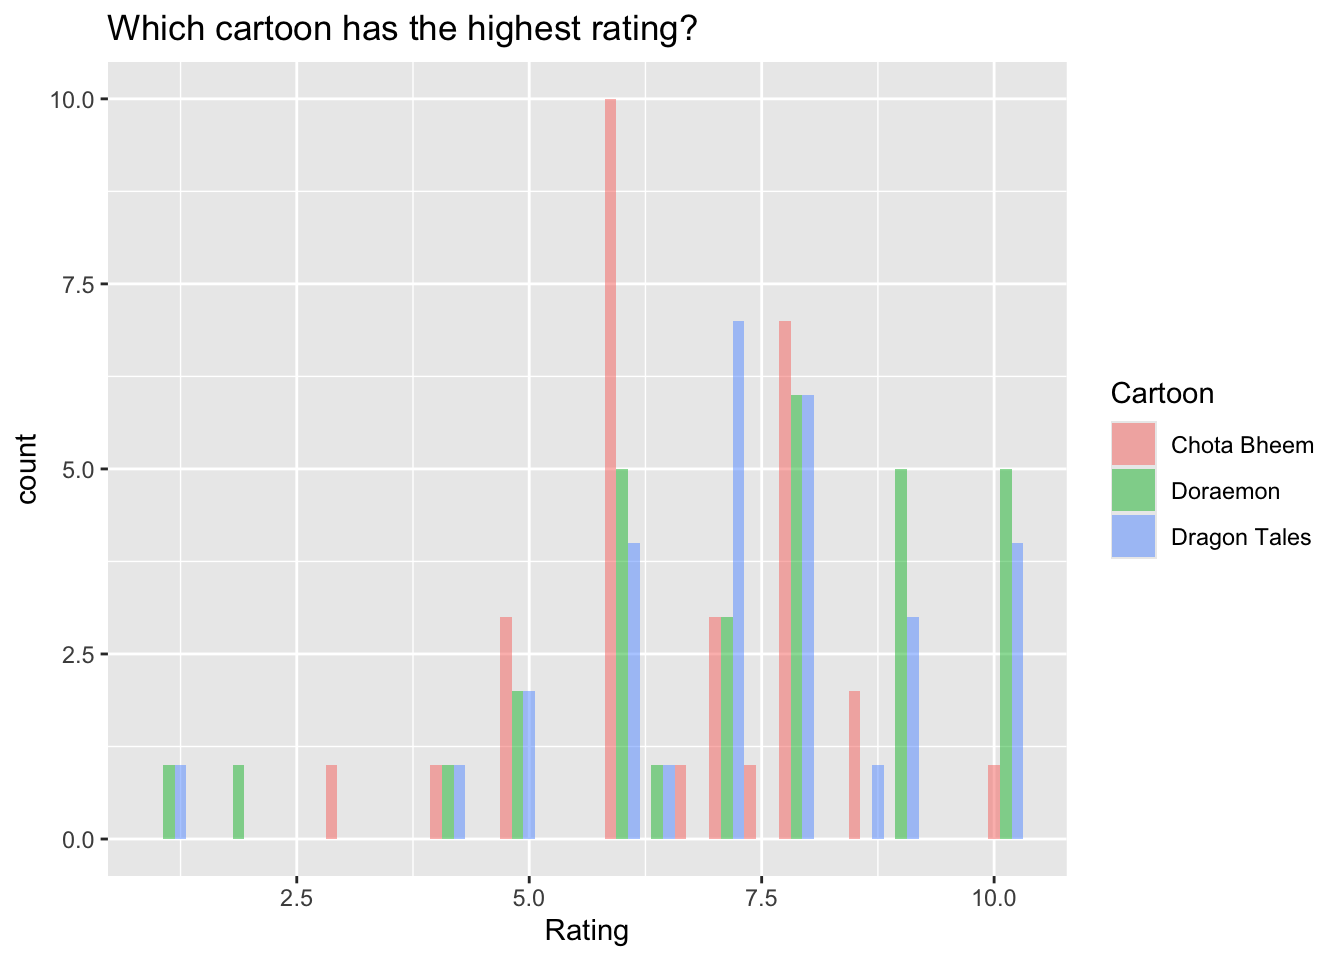 Which cartoon has the highest rating?
10.0
7.5
5.0
2.5
0.0
count
2.5 5.0 7.5 10.0
Rating
Cartoon
Chota Bheem
Doraemon
Dragon Tales